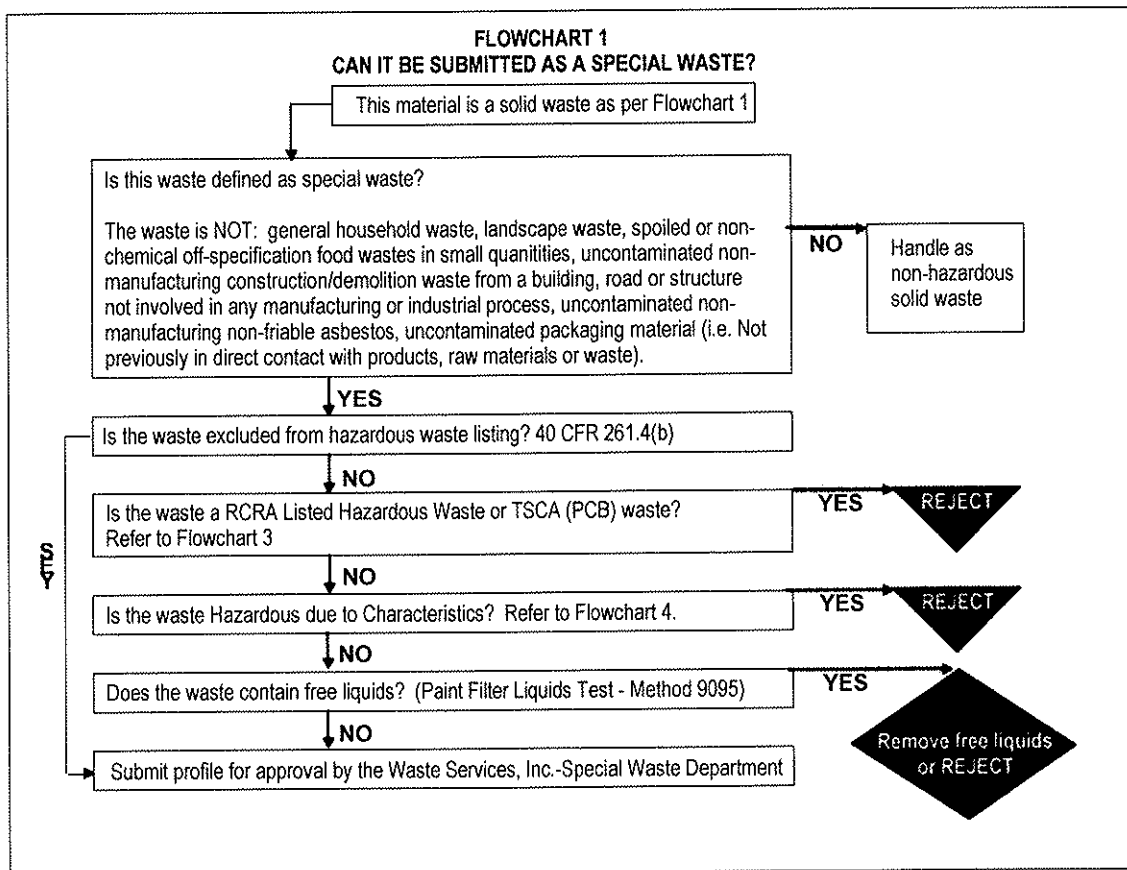 FLOWCHART 1
CAN IT BE SUBMITTED AS A SPECIAL WASTE?
This material is a solid waste as per Flowchart 1
Is this waste defined as special waste?
The waste is NOT: general household waste, landscape waste, spoiled or non-
chemical off-specification food wastes in small quanitities, uncontaminated non-
manufacturing construction/demolition waste from a building, road or structure
not involved in any manufacturing or industrial process, uncontaminated non-
manufacturing non-friable asbestos, uncontaminated packaging material (i.e. Not
previously in direct contact with products, raw materials or waste).
NO
Handle as
non-hazardous
solid waste
YES
Is the waste excluded from hazardous waste listing? 40 CFR 261.4(b)
NO
Is the waste a RCRA Listed Hazardous Waste or TSCA (PCB) waste?
Refer to Flowchart 3
YES
REJECT
YES
NO
Is the waste Hazardous due to Characteristics? Refer to Flowchart 4.
YES
REJECT
NO
Does the waste contain free liquids? (Paint Filter Liquids Test - Method 9095)
YES
Remove free liquids
or REJECT
NO
Submit profile for approval by the Waste Services, Inc.-Special Waste Department